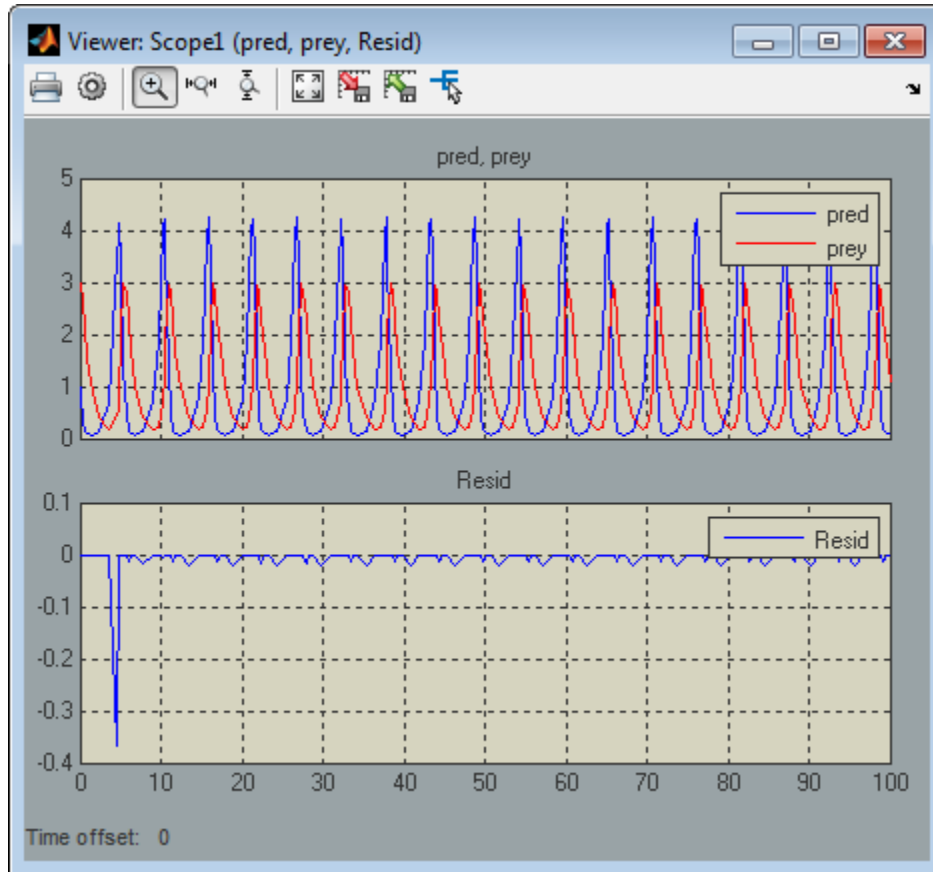 Viewer: Scope1 (pred, prey, Resid)
pred, prey
5
4
3
2
1
0
pred
prey
Resid
0.1
0
-0.1
-0.2
-0.3
-0.4
Resid
0 10 20 30 40 50 60 70 80 90 100
Time offset: 0